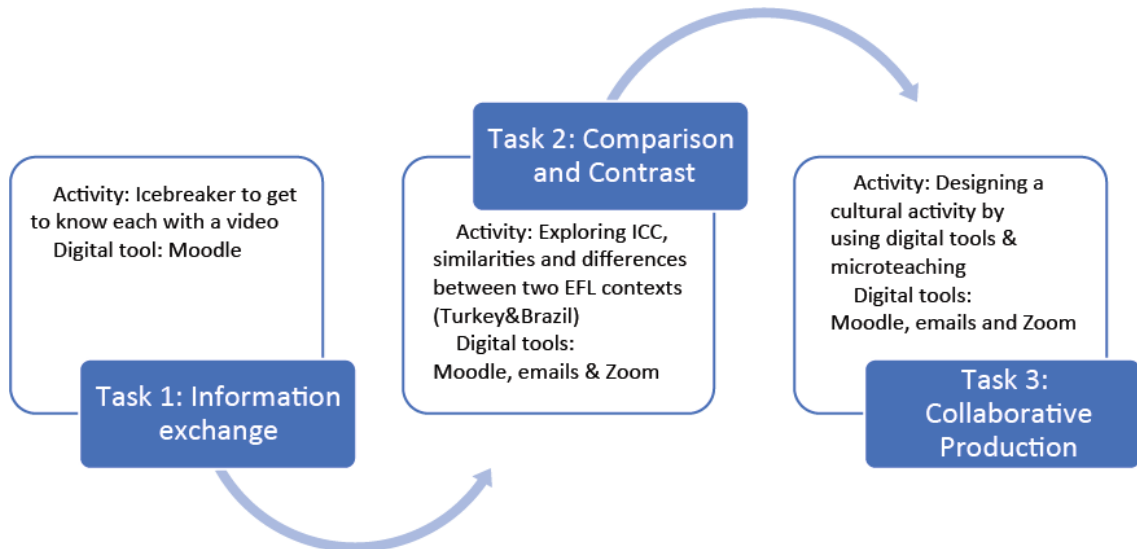 Activity: Icebreaker to get
to know each with a video
Digital tool: Moodle
Task 1: Information
exchange
Task 2: Comparison
and Contrast
Activity: Exploring ICC,
similarities and differences
between two EFL contexts
(Turkey&Brazil)
Digital tools:
Moodle, emails & Zoom
Activity: Designing a
cultural activity by
using digital tools &
microteaching
Digital tools:
Moodle, emails and Zoom
Task 3:
Collaborative
Production